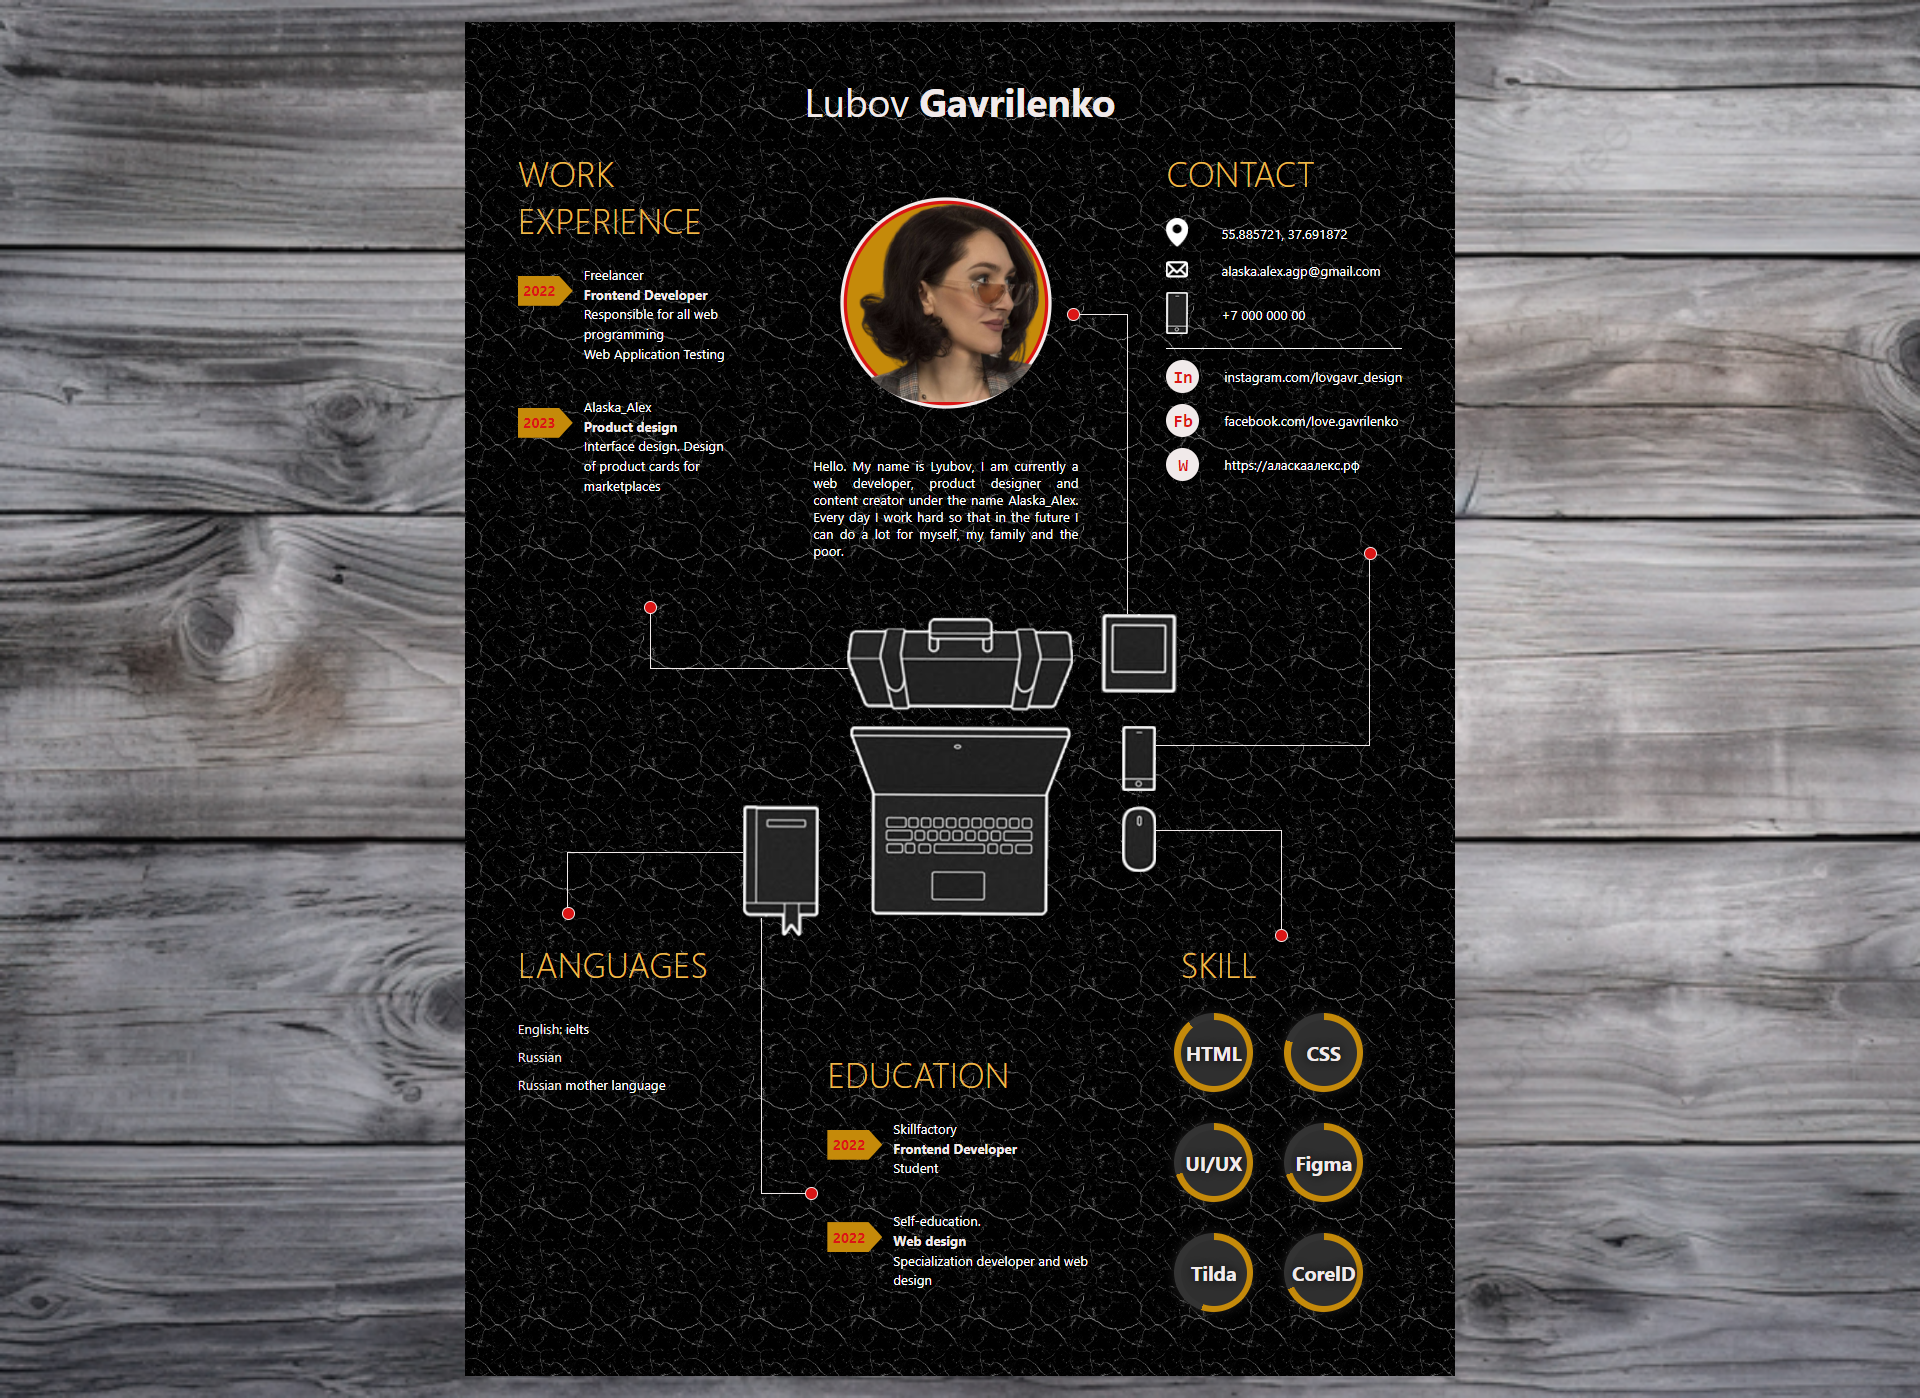 Lubov Gavrilenko
WORK
EXPERIENCE
2022
Freelancer
Frontend Developer
Responsible for all web
programming
Web Application Testing
2023
Alaska_Alex
Product design
Interface design. Design
of product cards for
marketplaces
Hello. My name is Lyubov, I am currently a
web developer, product designer and
content creator under the name Alaska_Alex.
Every day I work hard so that in the future I
can do a lot for myself, my family and the
poor.
CONTACT
55.885721, 37.691872
alaska.alex.agp@gmail.com
+7 000 000 00
In
instagram.com/lovgavr_design
Fb
facebook.com/love.gavrilenko
W
https://аласкаалекс.рф
LANGUAGES
English: ielts
Russian
Russian mother language
EDUCATION
2022
Skillfactory
Frontend Developer
Student
2022
Self-education.
Web design
Specialization developer and web
design
SKILL
HTML
CSS
UI/UX
Figma
Tilda
CorelD